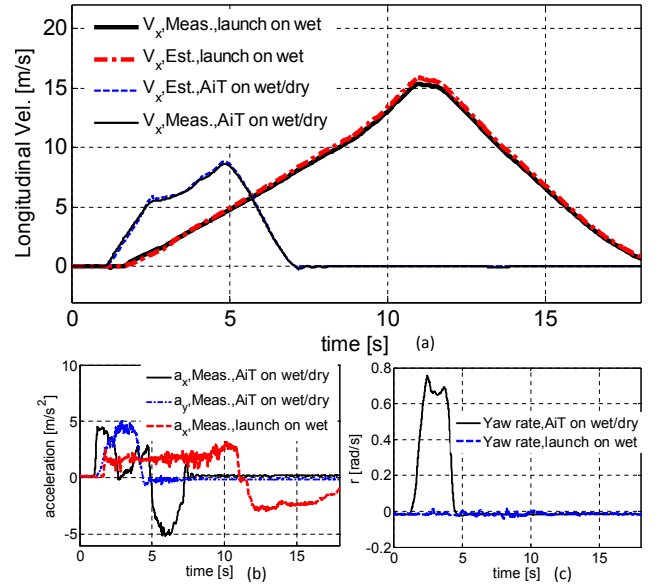 V_x,Meas.,launch on wet
V_x,Est.,launch on wet
V_x,Est.,AiT on wet/dry
V_x,Meas.,AiT on wet/dry
Longitudinal Vel. [m/s]
20
15
10
5
0
0 5 10 15
time [s] (a)
a_x,Meas.,AiT on wet/dry
a_y,Meas.,AiT on wet/dry
a_x,Meas.,launch on wet
acceleration [m/s²]
10
5
0
-5
0 5 10 15
time [s] (b)
Yaw rate,AiT on wet/dry
Yaw rate,launch on wet
r [rad/s]
0.8
0.6
0.4
0.2
0
-0.2
0 5 10 15
time [s] (c)